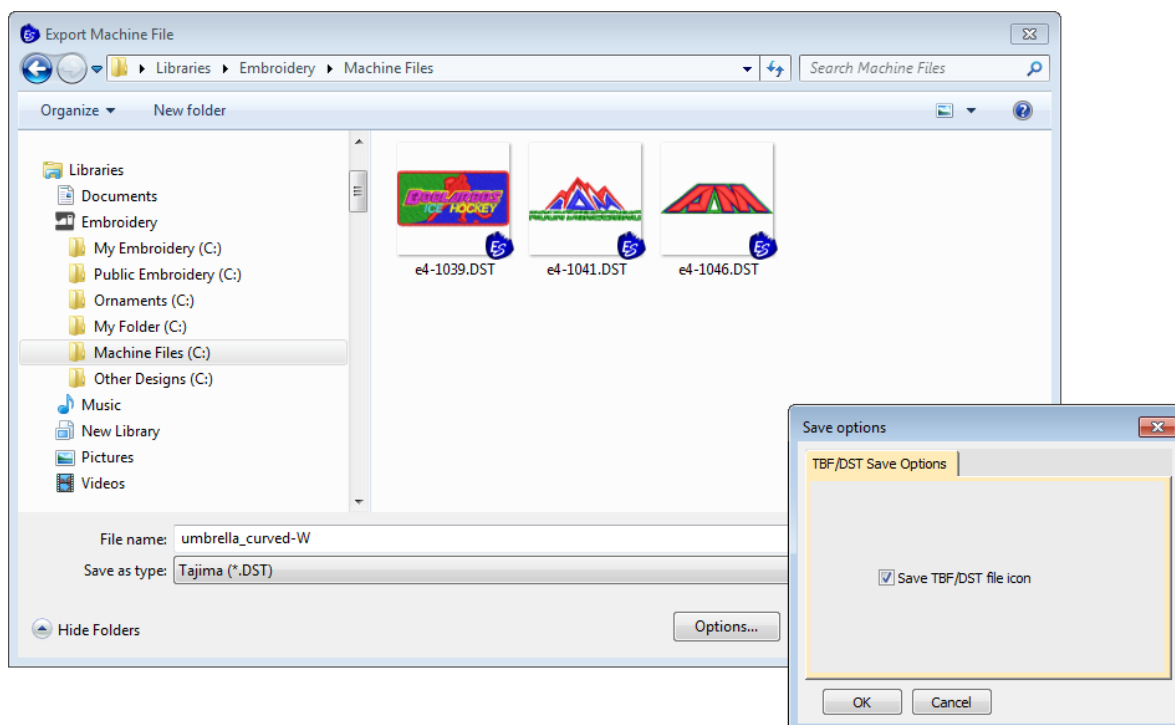 Export Machine File
Libraries Embroidery Machine Files
Search Machine Files
Organize
New folder
Libraries
Documents
Embroidery
My Embroidery (C:)
Public Embroidery (C:)
Ornaments (C:)
My Folder (C:)
Machine Files (C:)
Other Designs (C:)
Music
New Library
Pictures
Videos
ICE HOCKEY
ES
ES
ES
e4-1039.DST
e4-1041.DST
e4-1046.DST
File name: umbrella_curved-W
Save as type: Tajima (*.DST)
Hide Folders
Options...
Save options
TBF/DST Save Options
Save TBF/DST file icon
OK
Cancel